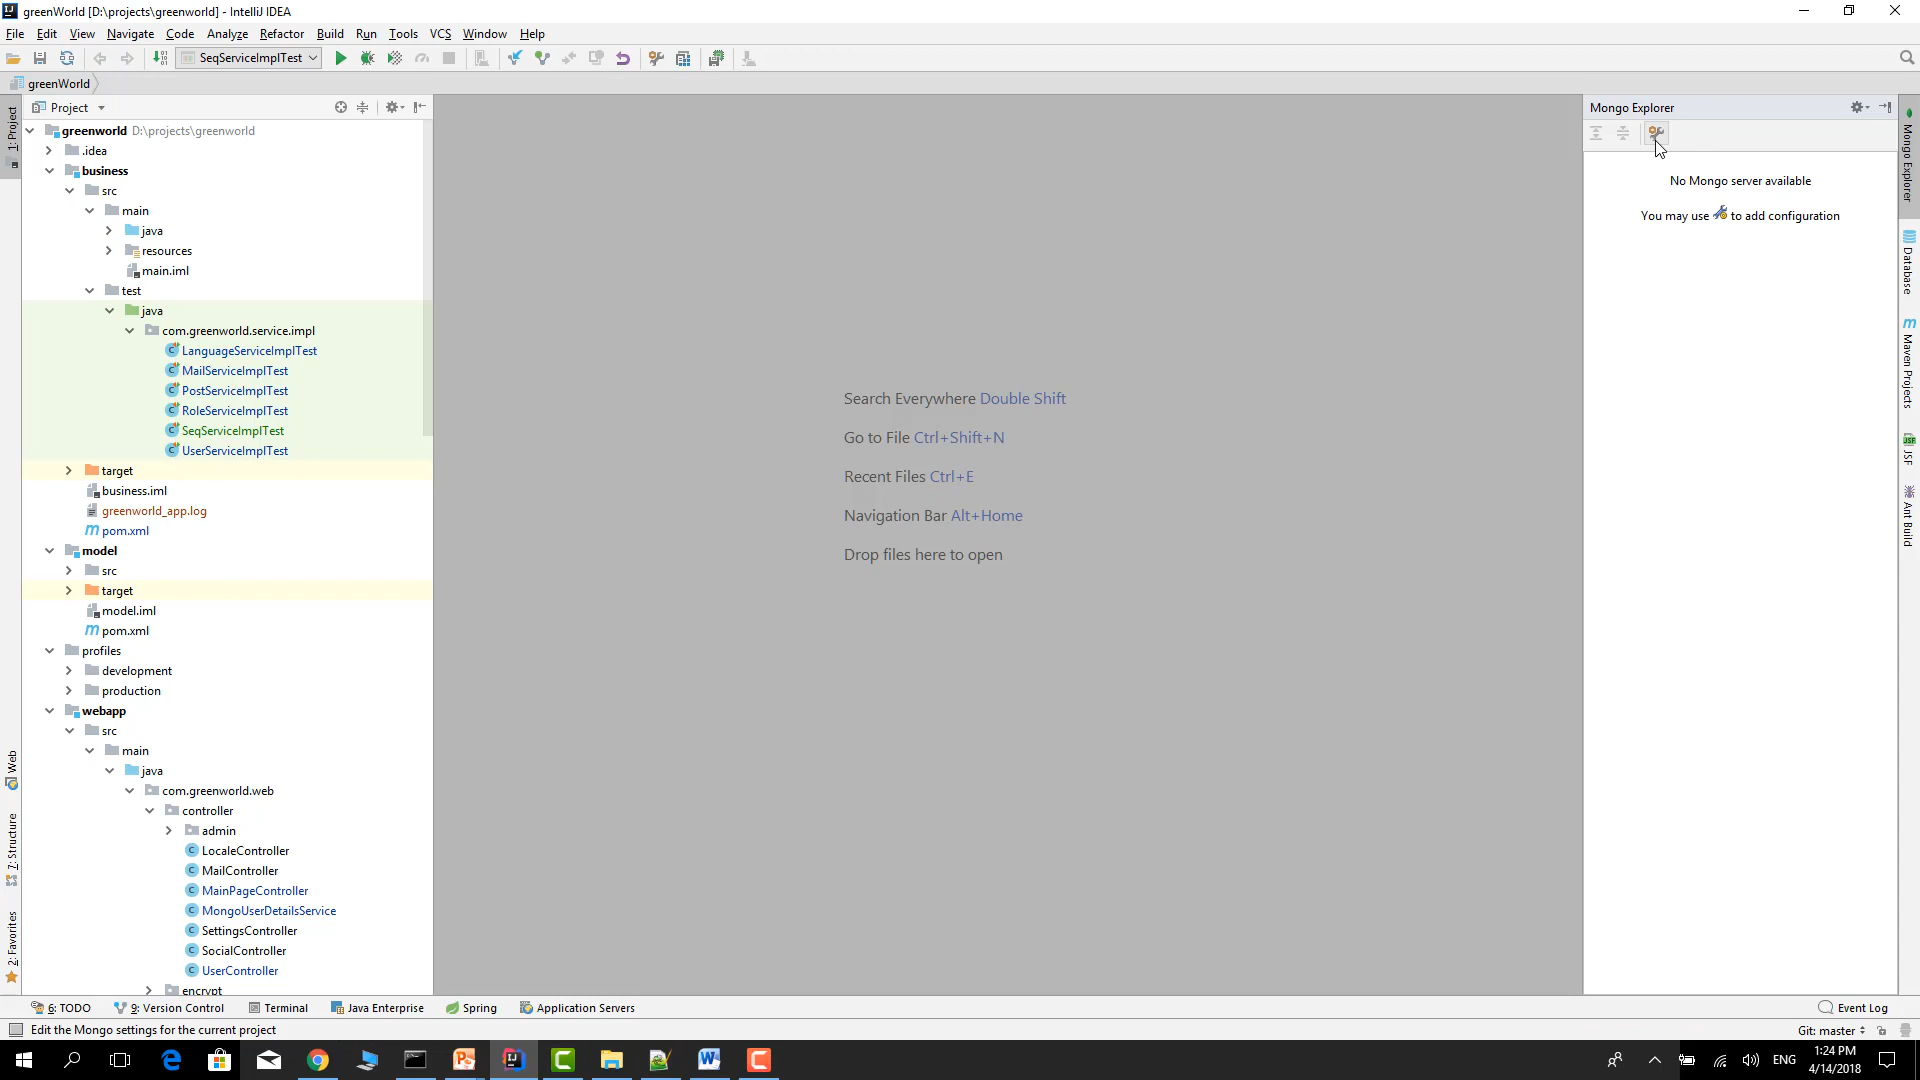 greenWorld [D:\projects\greenworld] - IntelliJ IDEA
File Edit View Navigate Code Analyze Refactor Build Run Tools VCS Window Help
SeqServiceImplTest
greenWorld
Project
Mongo Explorer
1: Project
greenworld D:\projects\greenworld
.idea
business
src
main
java
resources
main.iml
test
java
com.greenworld.service.impl
LanguageServiceImplTest
MailServiceImplTest
PostServiceImplTest
RoleServiceImplTest
SeqServiceImplTest
UserServiceImplTest
target
business.iml
greenworld_app.log
pom.xml
model
src
target
model.iml
pom.xml
profiles
development
production
webapp
src
main
java
com.greenworld.web
controller
admin
LocaleController
MailController
MainPageController
MongoUserDetailsService
SettingsController
SocialController
UserController
encrypt
Web
7: Structure
2: Favorites
Search Everywhere Double Shift
Go to File Ctrl+Shift+N
Recent Files Ctrl+E
Navigation Bar Alt+Home
Drop files here to open
No Mongo server available
You may use to add configuration
Mongo Explorer
Database
Maven Projects
JSF
Ant Build
6: TODO 9: Version Control Terminal Java Enterprise Spring Application Servers Event Log
Edit the Mongo settings for the current project Git: master
ENG
1:24 PM
4/14/2018